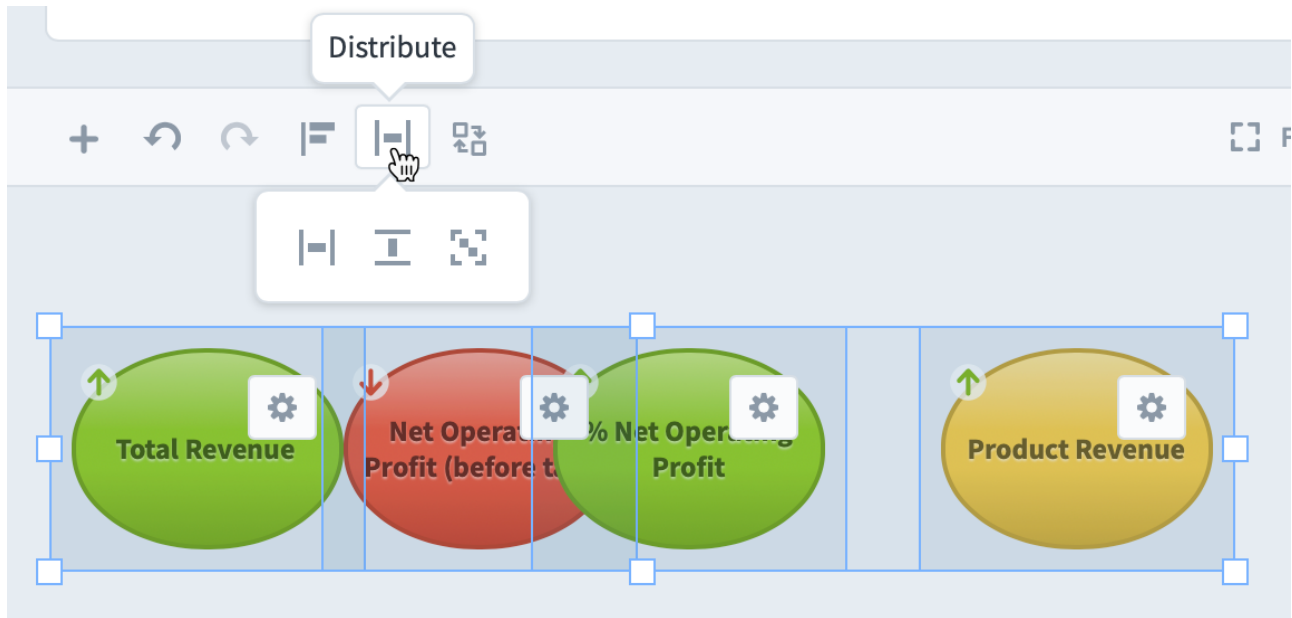 Distribute
Total Revenue
Net Operat
Profit (before t
% Net Operating
Profit
Product Revenue